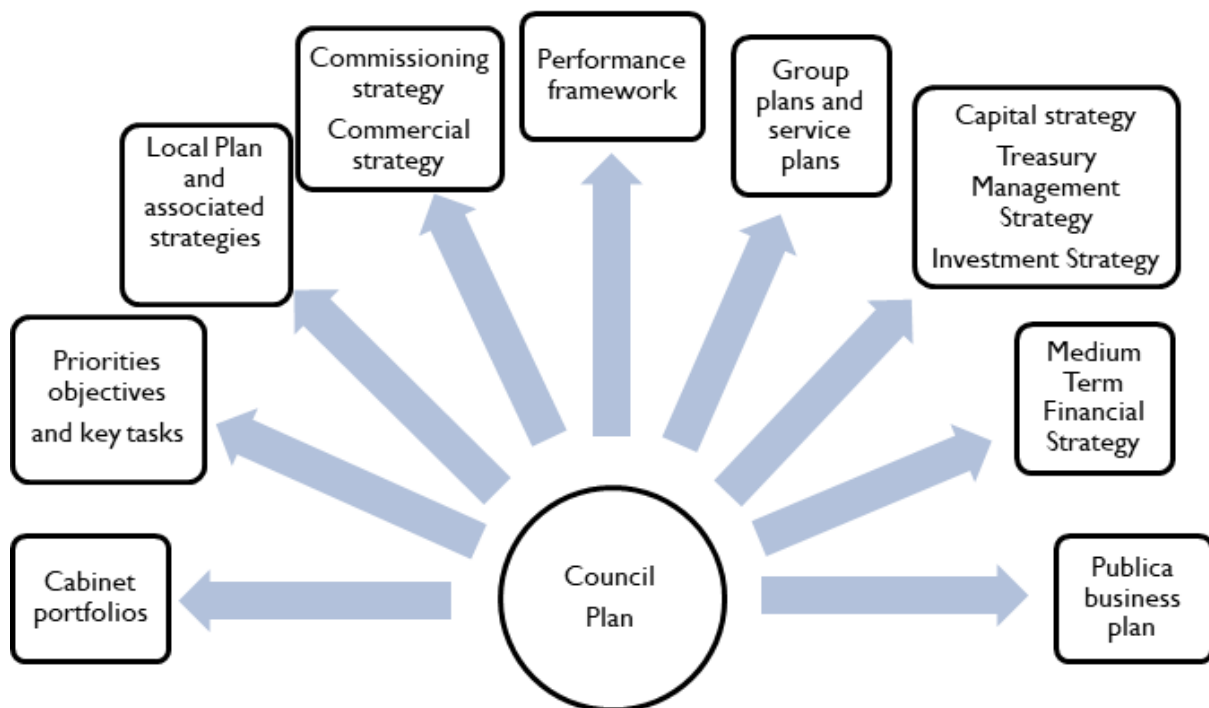 Commissioning
strategy
Commercial
strategy
Performance
framework
Group
plans and
service
plans
Capital strategy
Treasury
Management
Strategy
Investment Strategy
Local Plan
and
associated
strategies
Priorities
objectives
and key tasks
Medium
Term
Financial
Strategy
Cabinet
portfolios
Council
Plan
Publica
business
plan